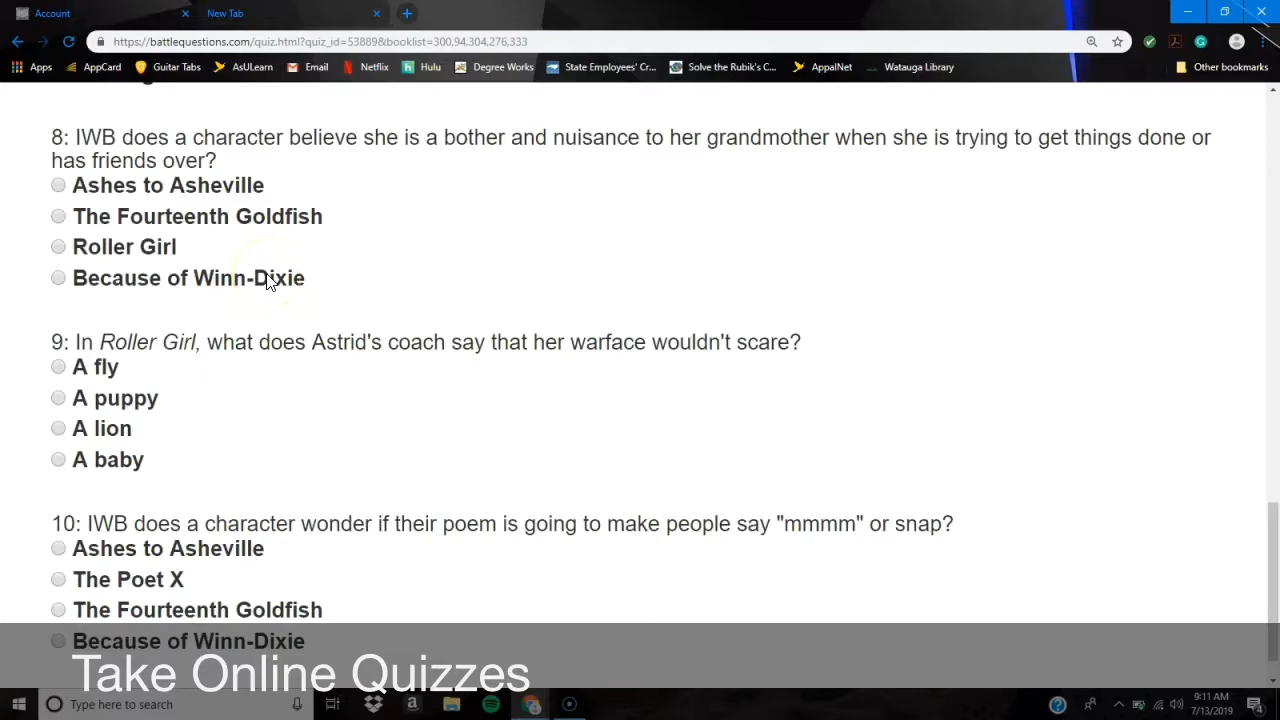 Account
New Tab
https://battlequestions.com/quiz.html?quiz_id=53889&booklist=300,94,304,276,333
Apps AppCard Guitar Tabs AsULearn Email Netflix Hulu Degree Works State Employees' Cr... Solve the Rubik's C... AppalNet Watauga Library Other bookmarks
8: IWB does a character believe she is a bother and nuisance to her grandmother when she is trying to get things done or
has friends over?
Ashes to Asheville
The Fourteenth Goldfish
Roller Girl
Because of Winn-Dixie
9: In Roller Girl, what does Astrid's coach say that her warface wouldn't scare?
A fly
A puppy
A lion
A baby
10: IWB does a character wonder if their poem is going to make people say "mmmm" or snap?
Ashes to Asheville
The Poet X
The Fourteenth Goldfish
Because of Winn-Dixie
Take Online Quizzes
Type here to search
9:11 AM
7/13/2019
4